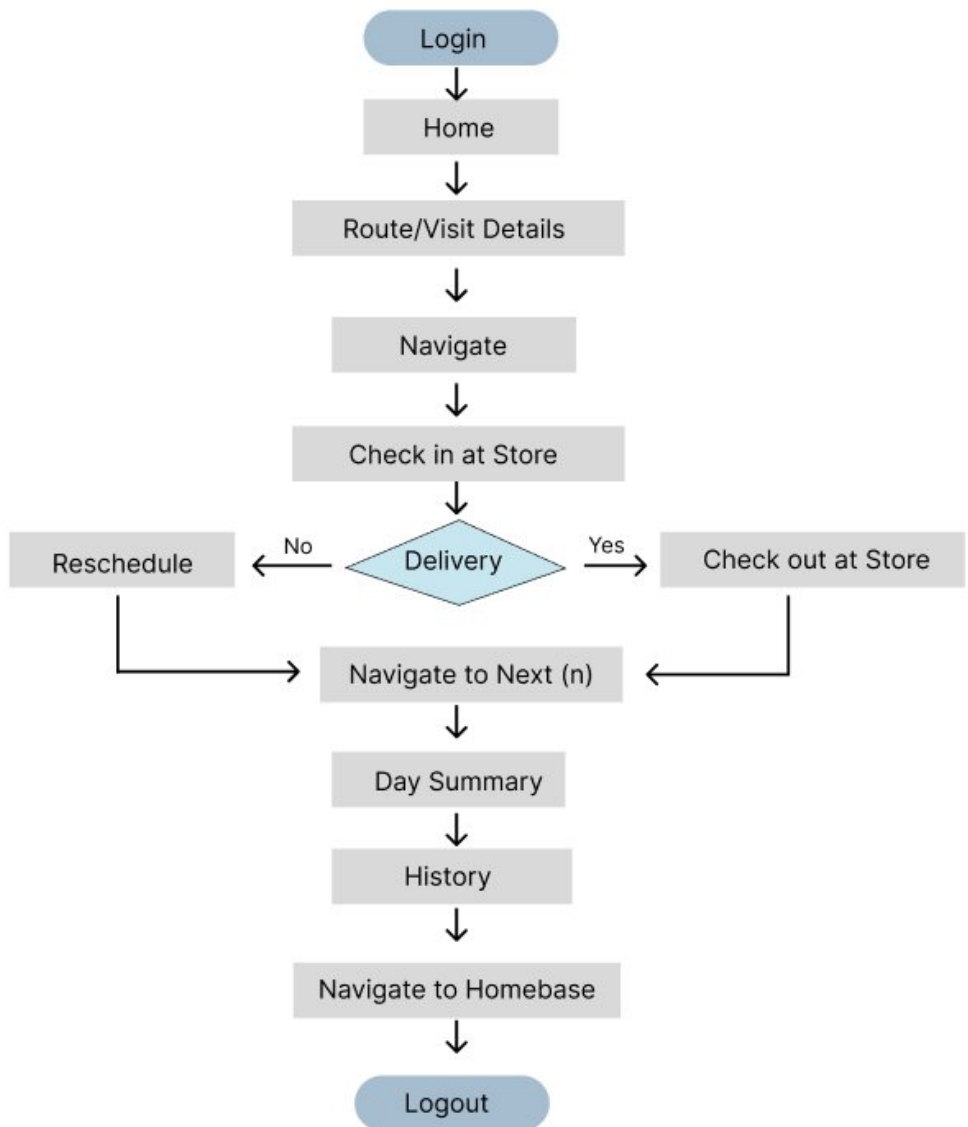 Login
Home
Route/Visit Details
Navigate
Check in at Store
Delivery
No
Yes
Reschedule
Check out at Store
Navigate to Next (n)
Day Summary
History
Navigate to Homebase
Logout